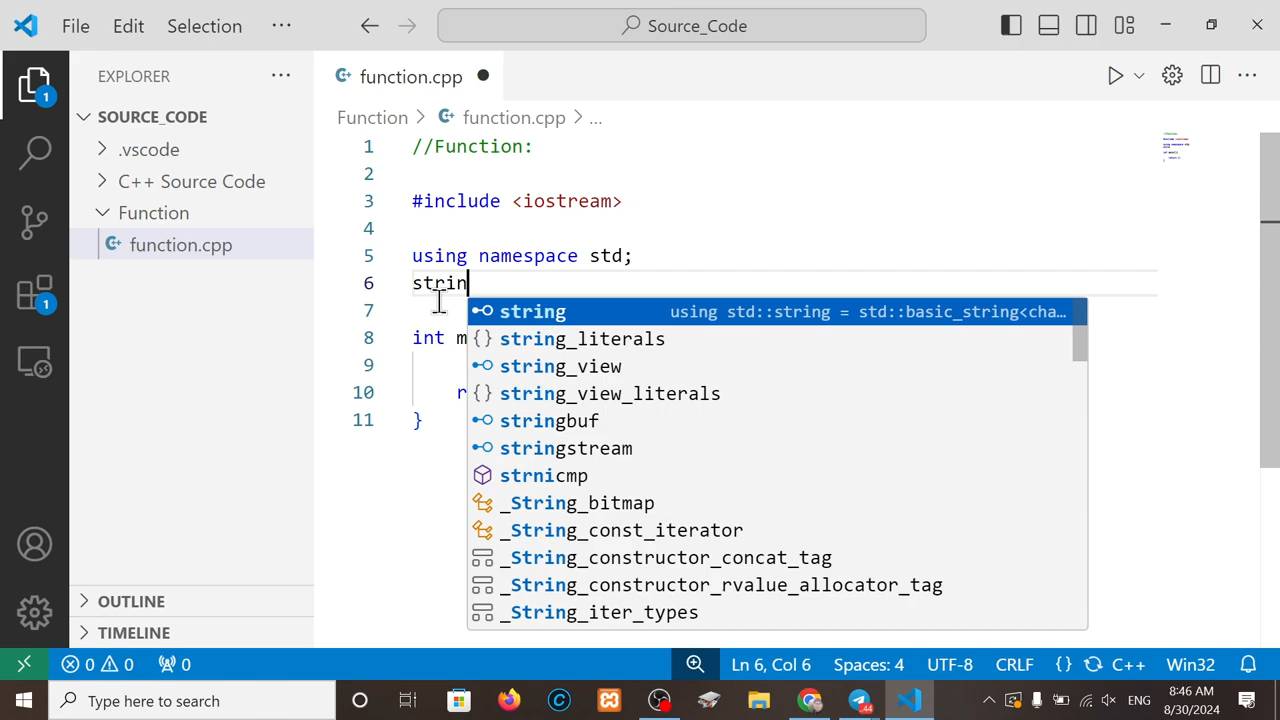 File Edit Selection ··· Source_Code
EXPLORER ···
SOURCE_CODE
.vscode
C++ Source Code
Function
function.cpp
OUTLINE
TIMELINE
1
1
function.cpp
Function > function.cpp > ...
1 //Function:
2
3 #include <iostream>
4
5 using namespace std;
6 strin
7
8 int m
9
10 r
11 }
string using std::string = std::basic_string<cha…
string_literals
string_view
string_view_literals
stringbuf
stringstream
strnicmp
_String_bitmap
_String_const_iterator
_String_constructor_concat_tag
_String_constructor_rvalue_allocator_tag
_String_iter_types
0 0 0 Ln 6, Col 6 Spaces: 4 UTF-8 CRLF {} C++ Win32
Type here to search 44 ENG 8:46 AM
8/30/2024